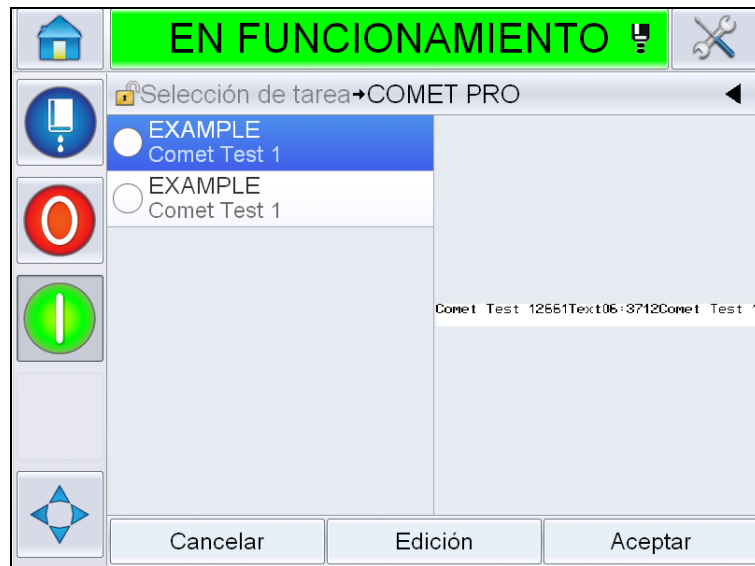 EN FUNCIONAMIENTO
Selección de tarea→COMET PRO
EXAMPLE
Comet Test 1
EXAMPLE
Comet Test 1
Comet Test 12661Text06:3712Comet Test 1
Cancelar
Edición
Aceptar